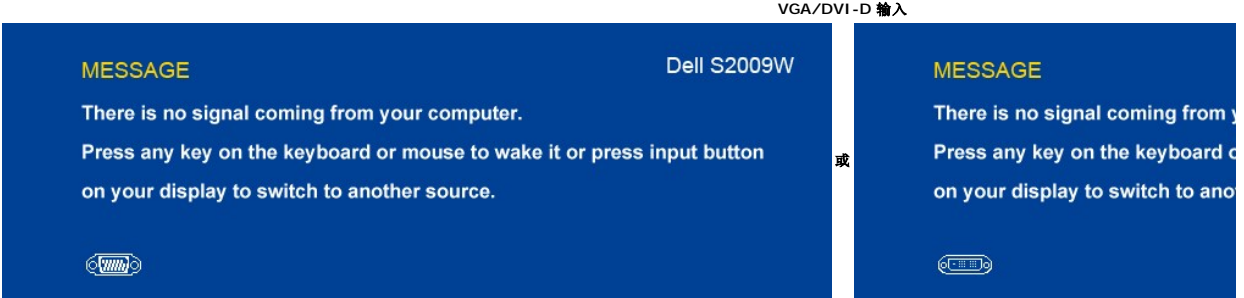 VGA/DVI-D 输入
MESSAGE
Dell S2009W
There is no signal coming from your computer.
Press any key on the keyboard or mouse to wake it or press input button
on your display to switch to another source.
或
MESSAGE
There is no signal coming from
Press any key on the keyboard
on your display to switch to